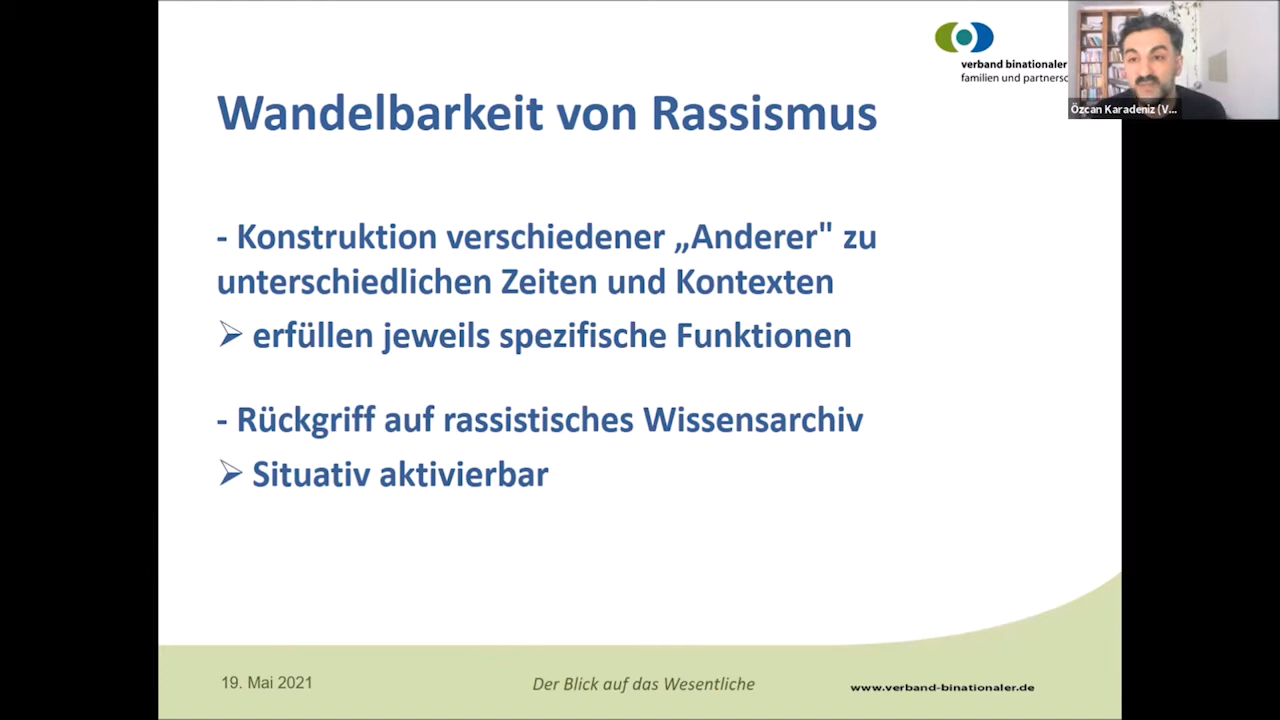 verband binationaler
familien und partnersc
Özcan Karadeniz (V...
Wandelbarkeit von Rassismus
- Konstruktion verschiedener „Anderer" zu
unterschiedlichen Zeiten und Kontexten
➢ erfüllen jeweils spezifische Funktionen
- Rückgriff auf rassistisches Wissensarchiv
➢ Situativ aktivierbar
19. Mai 2021
Der Blick auf das Wesentliche
www.verband-binationaler.de